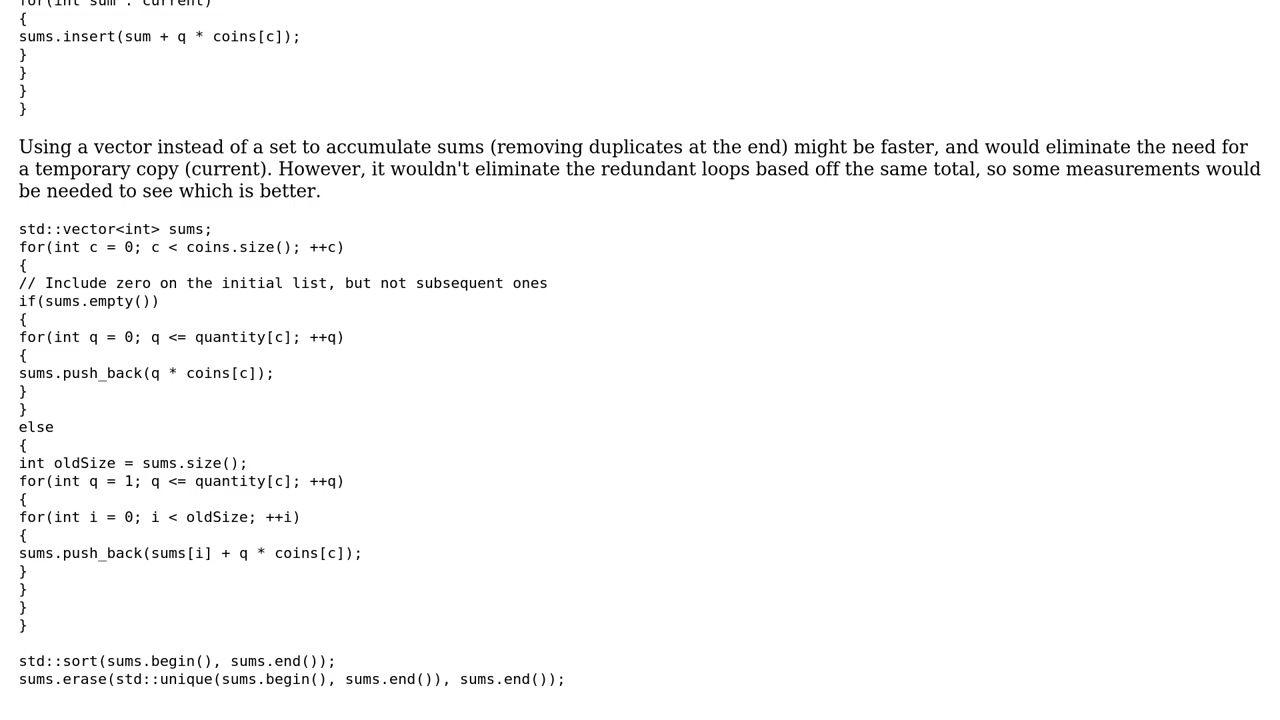 for(int sum : current)
{
sums.insert(sum + q * coins[c]);
}
}
}
}
Using a vector instead of a set to accumulate sums (removing duplicates at the end) might be faster, and would eliminate the need for
a temporary copy (current). However, it wouldn't eliminate the redundant loops based off the same total, so some measurements would
be needed to see which is better.
std::vector<int> sums;
for(int c = 0; c < coins.size(); ++c)
{
// Include zero on the initial list, but not subsequent ones
if(sums.empty())
{
for(int q = 0; q <= quantity[c]; ++q)
{
sums.push_back(q * coins[c]);
}
}
else
{
int oldSize = sums.size();
for(int q = 1; q <= quantity[c]; ++q)
{
for(int i = 0; i < oldSize; ++i)
{
sums.push_back(sums[i] + q * coins[c]);
}
}
}
}
std::sort(sums.begin(), sums.end());
sums.erase(std::unique(sums.begin(), sums.end()), sums.end());